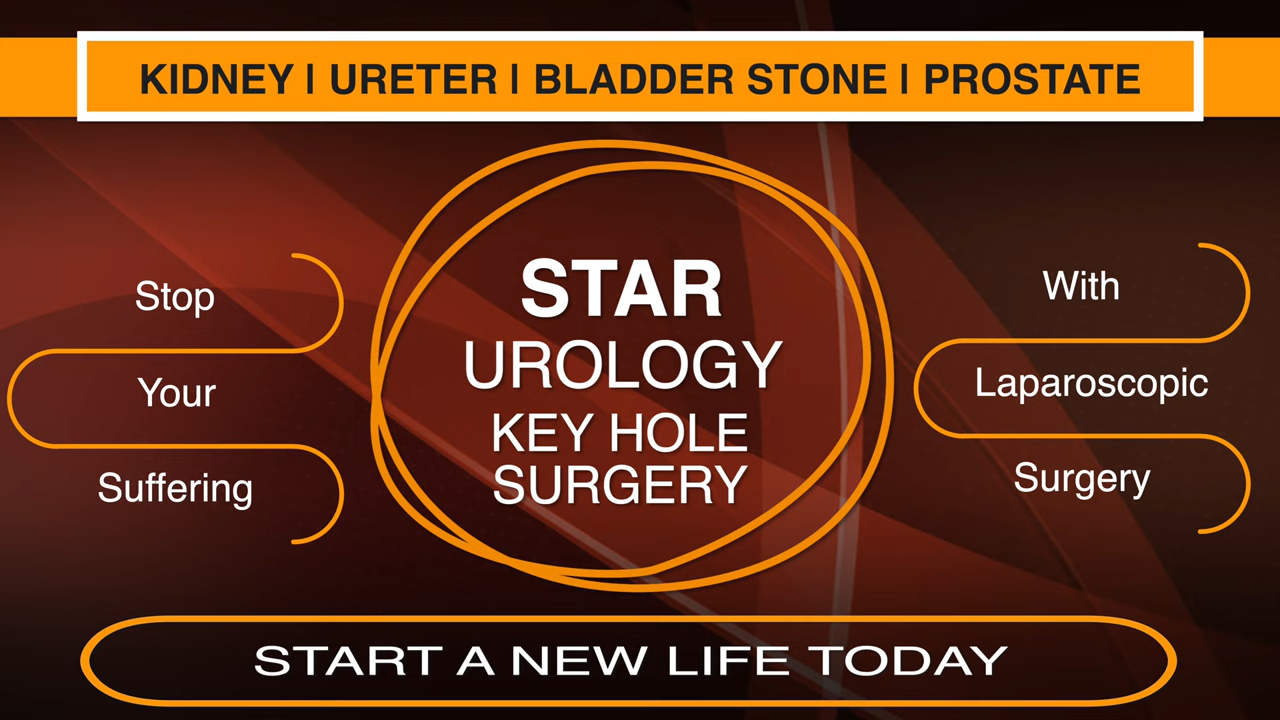 KIDNEY | URETER | BLADDER STONE | PROSTATE
Stop
Your
Suffering
STAR
UROLOGY
KEY HOLE
SURGERY
With
Laparoscopic
Surgery
START A NEW LIFE TODAY